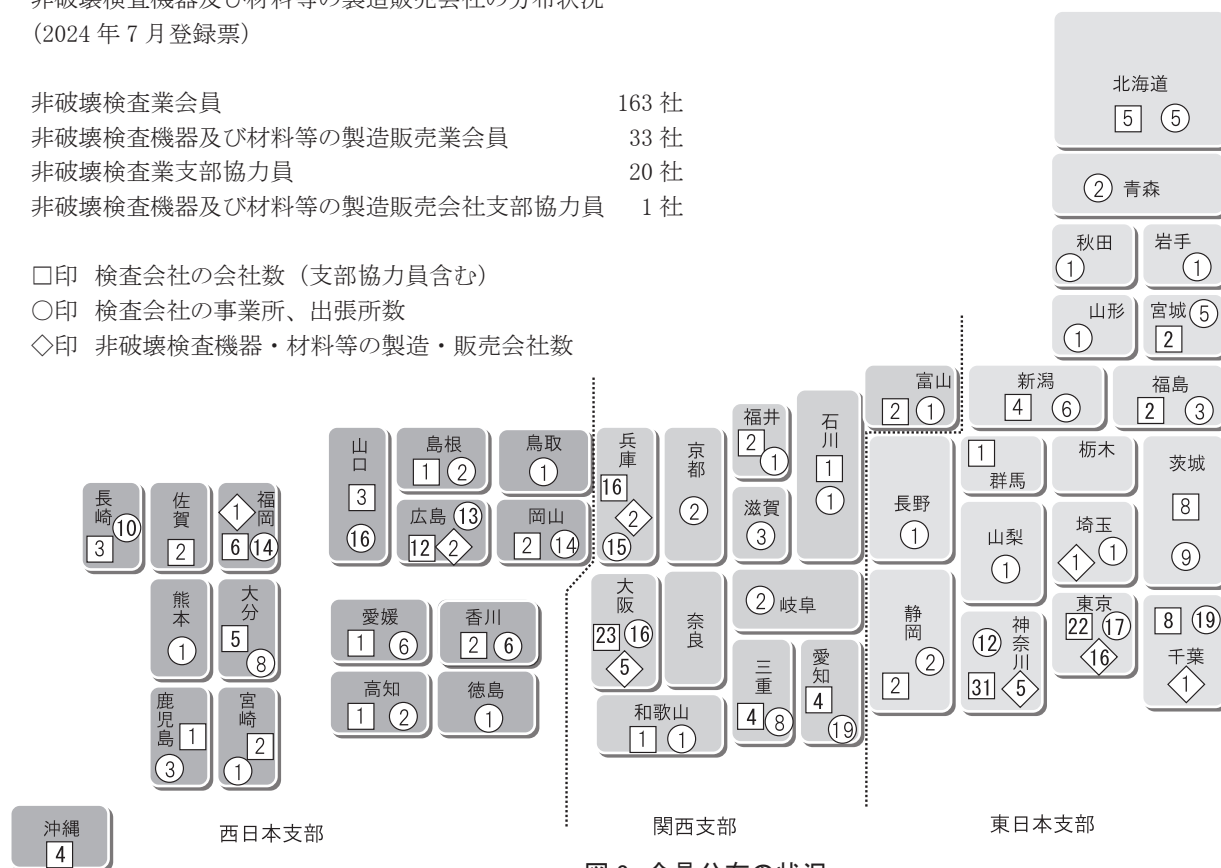 非破壊検査機器及び材料等の製造販売会社の分布状況
(2024 年 7 月登録票)
非破壊検査業会員 163 社
非破壊検査機器及び材料等の製造販売業会員 33 社
非破壊検査業支部協力員 20 社
非破壊検査機器及び材料等の製造販売会社支部協力員 1 社
□印 検査会社の会社数（支部協力員含む）
○印 検査会社の事業所、出張所数
◇印 非破壊検査機器・材料等の製造・販売会社数
北海道
5 5
2 青森
秋田
1
岩手
1
山形
1
宮城 5
2
富山
2 1
新潟
4 6
福島
2 3
山口
3
16
島根
1 2
鳥取
1
兵庫
16
2
15
京都
2
福井
2
1
石川
1
1
長野
1
1
群馬
栃木
茨城
8
9
長崎
10
3
佐賀
2
1
福岡
6 14
広島 13
12 2
岡山
2 14
滋賀
3
山梨
1
埼玉
1 1
熊本
1
大分
5
8
愛媛
1 6
香川
2 6
大阪
23 16
5
奈良
2 岐阜
静岡
2
2
12 神奈川
31 5
東京
22 17
16
8 19
千葉
1
鹿児島
1
3
宮崎
2
1
高知
1 2
徳島
1
和歌山
1 1
三重
4 8
愛知
4
19
沖縄
4
西日本支部
関西支部
東日本支部